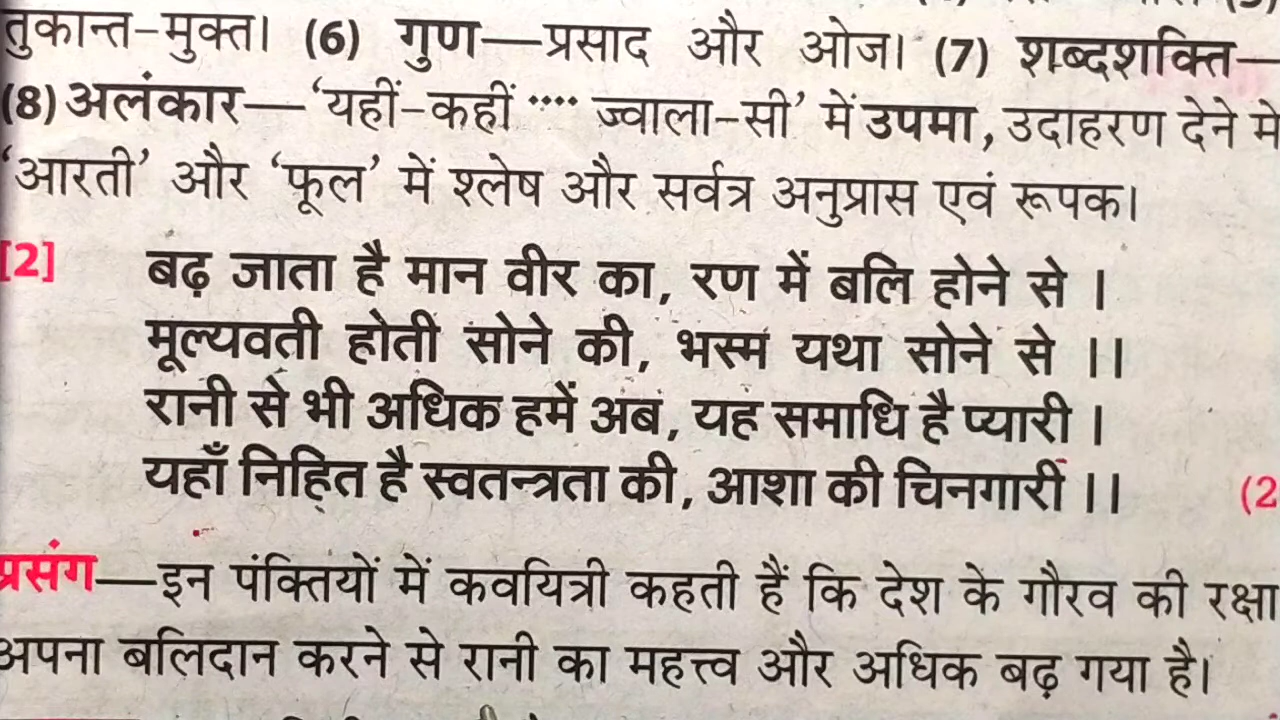 तुकान्त-मुक्त। (6) गुण—प्रसाद और ओज। (7) शब्दशक्ति—
(8) अलंकार—‘यहीं-कहीं .... ज्वाला-सी’ में उपमा, उदाहरण देने में
‘आरती’ और ‘फूल’ में श्लेष और सर्वत्र अनुप्रास एवं रूपक।
[2] बढ़ जाता है मान वीर का, रण में बलि होने से ।
मूल्यवती होती सोने की, भस्म यथा सोने से ।।
रानी से भी अधिक हमें अब, यह समाधि है प्यारी ।
यहाँ निहित है स्वतन्त्रता की, आशा की चिनगारी ।। (2
प्रसंग—इन पंक्तियों में कवयित्री कहती हैं कि देश के गौरव की रक्षा
अपना बलिदान करने से रानी का महत्त्व और अधिक बढ़ गया है।